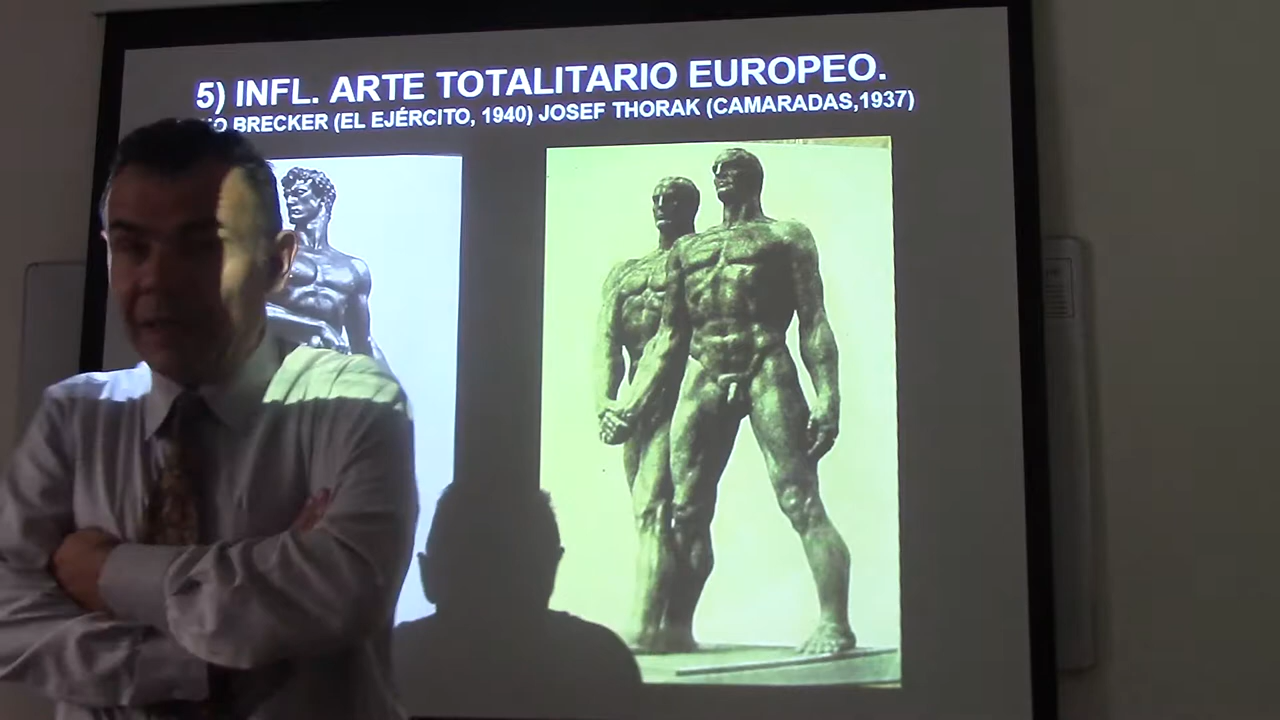 5) INFL. ARTE TOTALITARIO EUROPEO.
BRECKER (EL EJÉRCITO, 1940) JOSEF THORAK (CAMARADAS,1937)